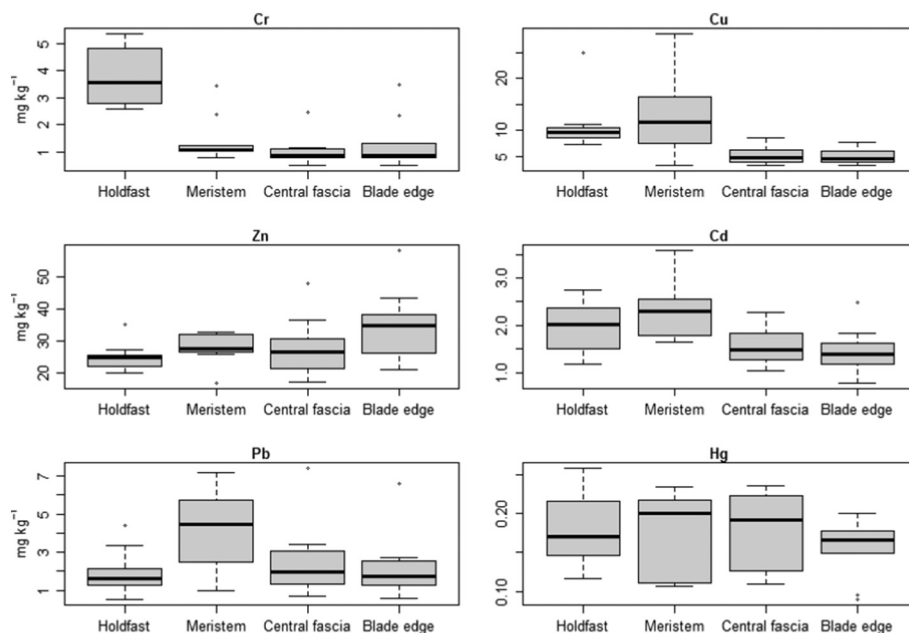 Cr
Cu
mg kg⁻¹
5
4
3
2
1
20
10
5
Holdfast Meristem Central fascia Blade edge
Holdfast Meristem Central fascia Blade edge
Zn
Cd
mg kg⁻¹
50
40
30
20
3.0
2.0
1.0
Holdfast Meristem Central fascia Blade edge
Holdfast Meristem Central fascia Blade edge
Pb
Hg
mg kg⁻¹
7
5
3
1
0.20
0.10
Holdfast Meristem Central fascia Blade edge
Holdfast Meristem Central fascia Blade edge